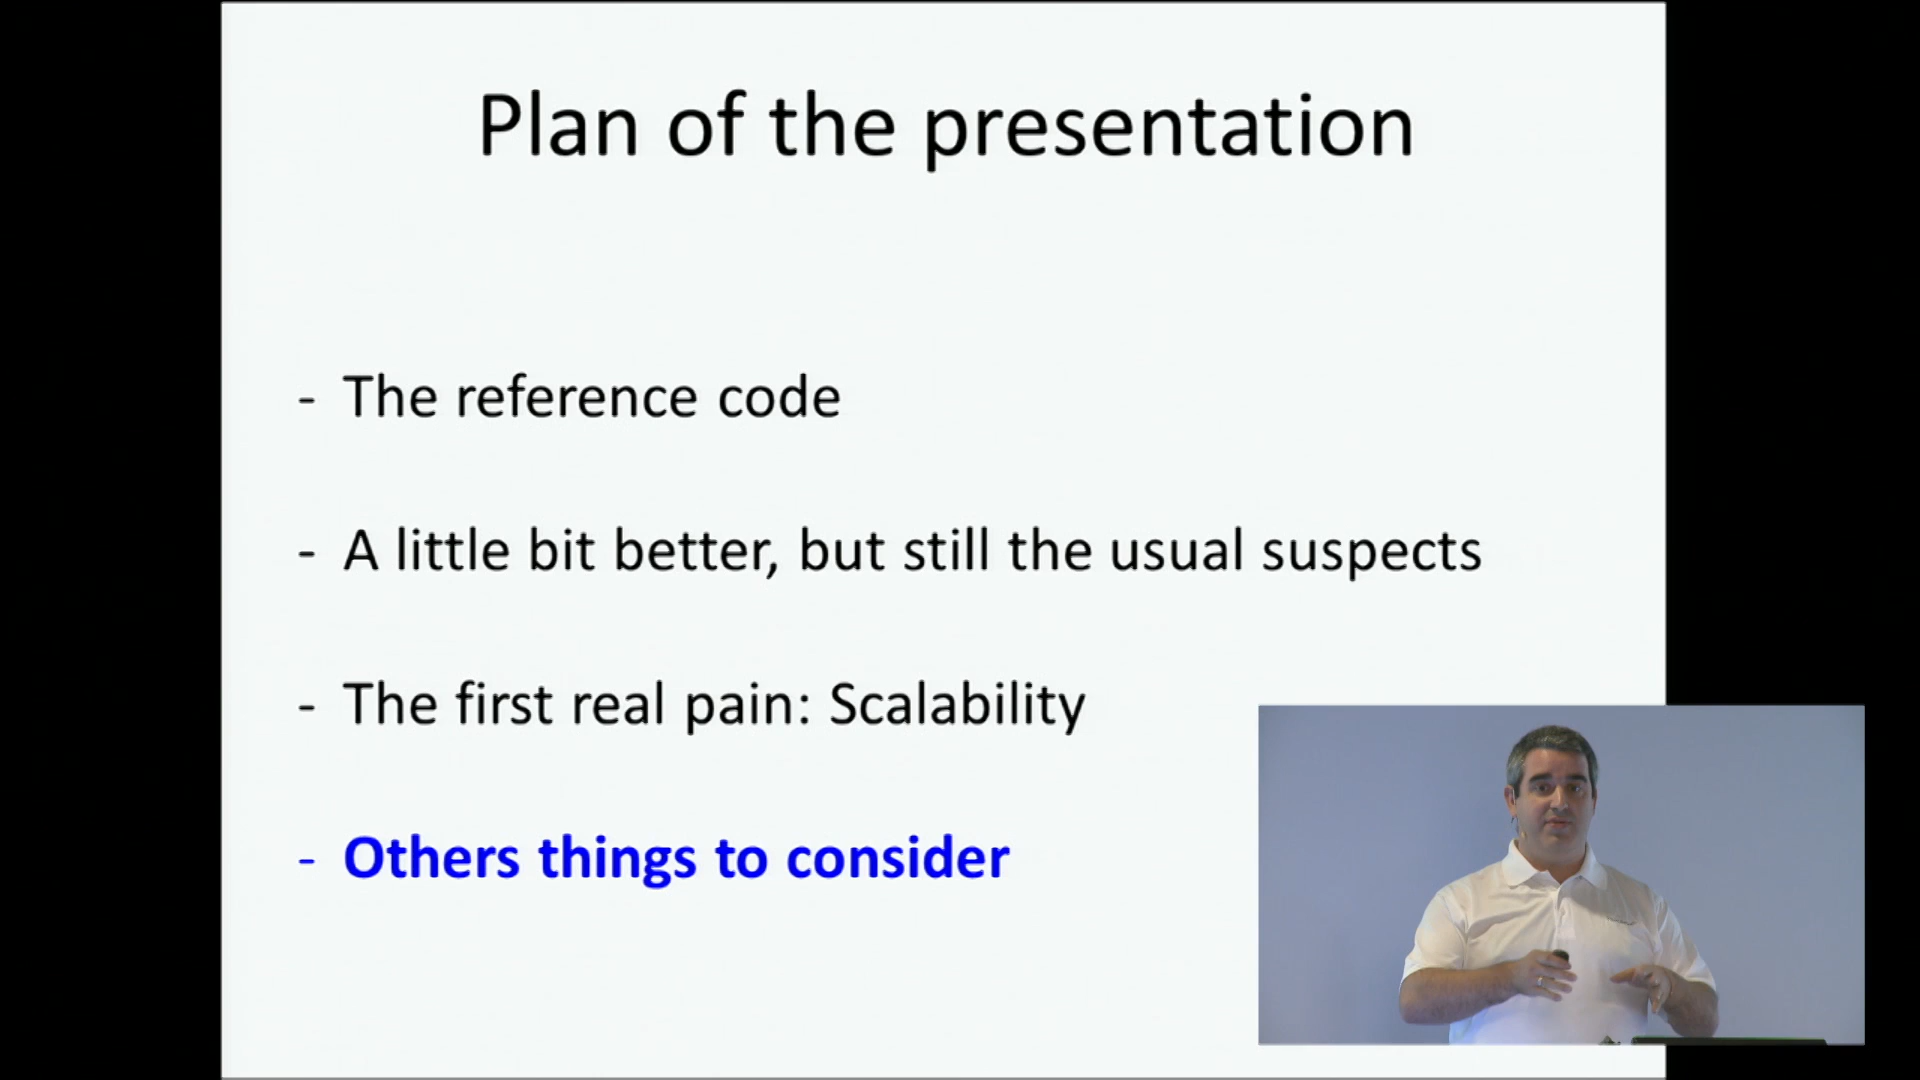 Plan of the presentation
- The reference code
- A little bit better, but still the usual suspects
- The first real pain: Scalability
- Others things to consider